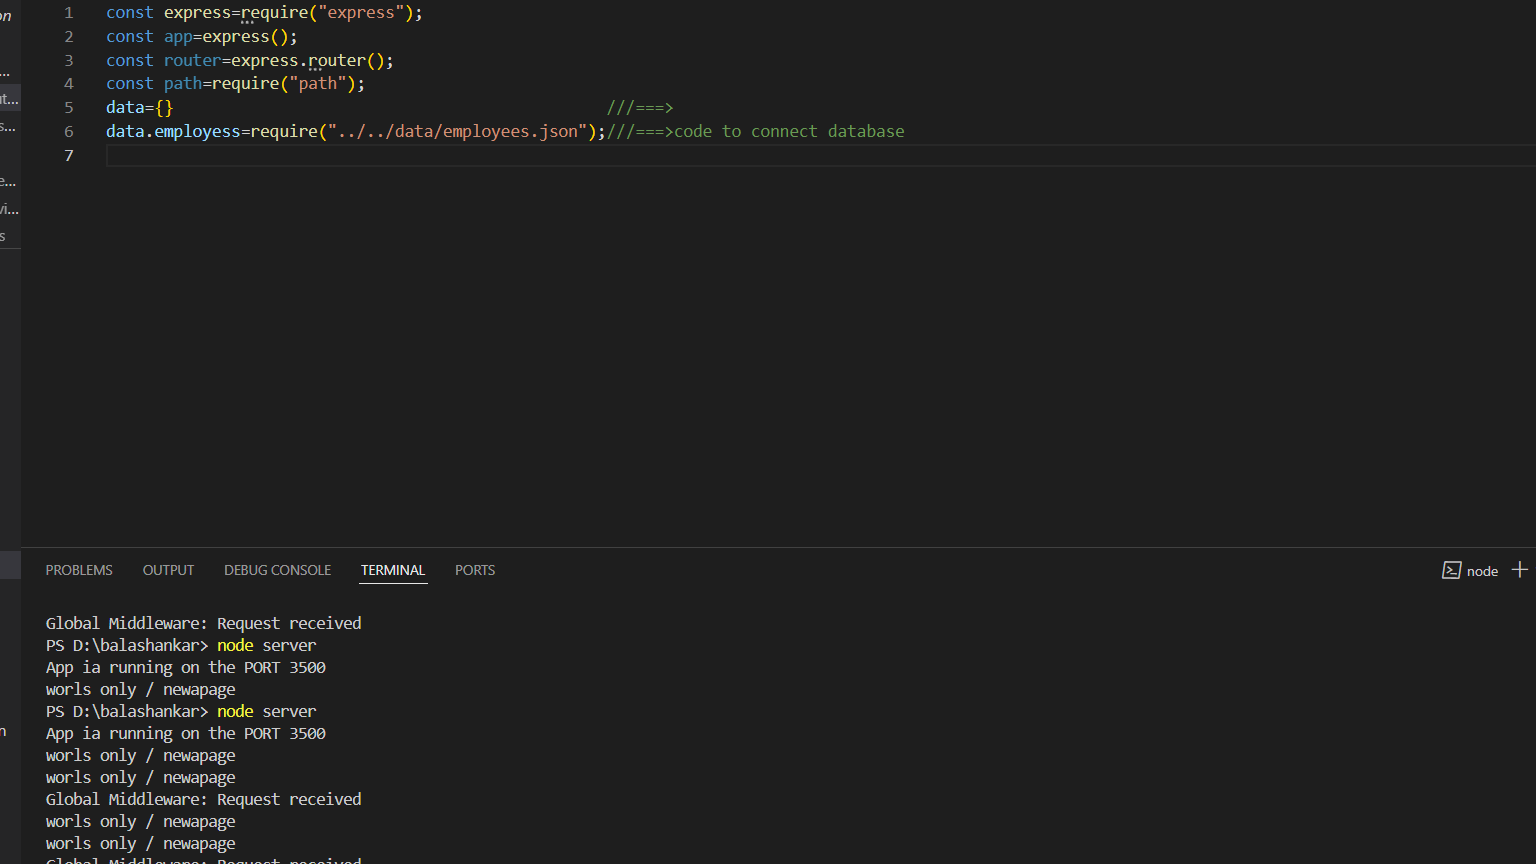 on
...
ut...
s...
e...
vi...
s
n
1 const express=require("express");
2 const app=express();
3 const router=express.router();
4 const path=require("path");
5 data={} ///===>
6 data.employess=require("../../data/employees.json");///===>code to connect database
7
PROBLEMS OUTPUT DEBUG CONSOLE TERMINAL PORTS node
Global Middleware: Request received
PS D:\balashankar> node server
App ia running on the PORT 3500
worls only / newapage
PS D:\balashankar> node server
App ia running on the PORT 3500
worls only / newapage
worls only / newapage
Global Middleware: Request received
worls only / newapage
worls only / newapage
Global Middleware: Request received